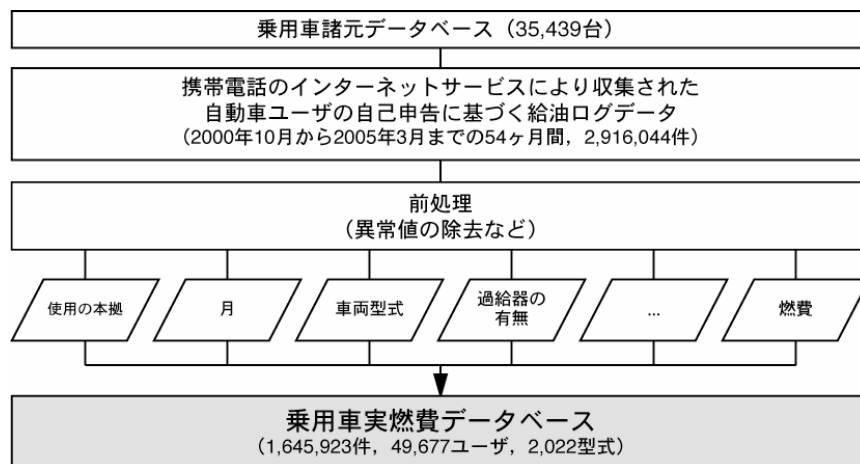 乗用車諸元データベース（35,439台）
携帯電話のインターネットサービスにより収集された
自動車ユーザの自己申告に基づく給油ログデータ
（2000年10月から2005年3月までの54ヶ月間，2,916,044件）
前処理
（異常値の除去など）
使用の本拠
月
車両型式
過給器の
有無
...
燃費
乗用車実燃費データベース
（1,645,923件，49,677ユーザ，2,022型式）